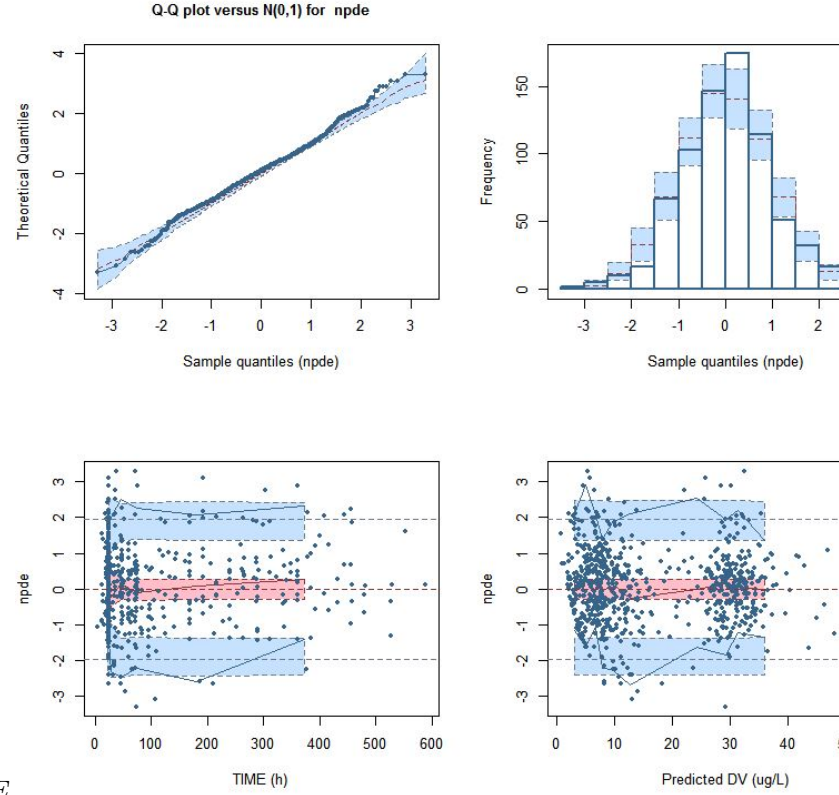 Q-Q plot versus N(0,1) for npde
4
2
0
-2
-4
Theoretical Quantiles
-3 -2 -1 0 1 2 3
Sample quantiles (npde)
150
100
50
0
Frequency
-3 -2 -1 0 1 2
Sample quantiles (npde)
3
2
1
0
-1
-2
-3
npde
0 100 200 300 400 500 600
TIME (h)
3
2
1
0
-1
-2
-3
npde
0 10 20 30 40
Predicted DV (ug/L)